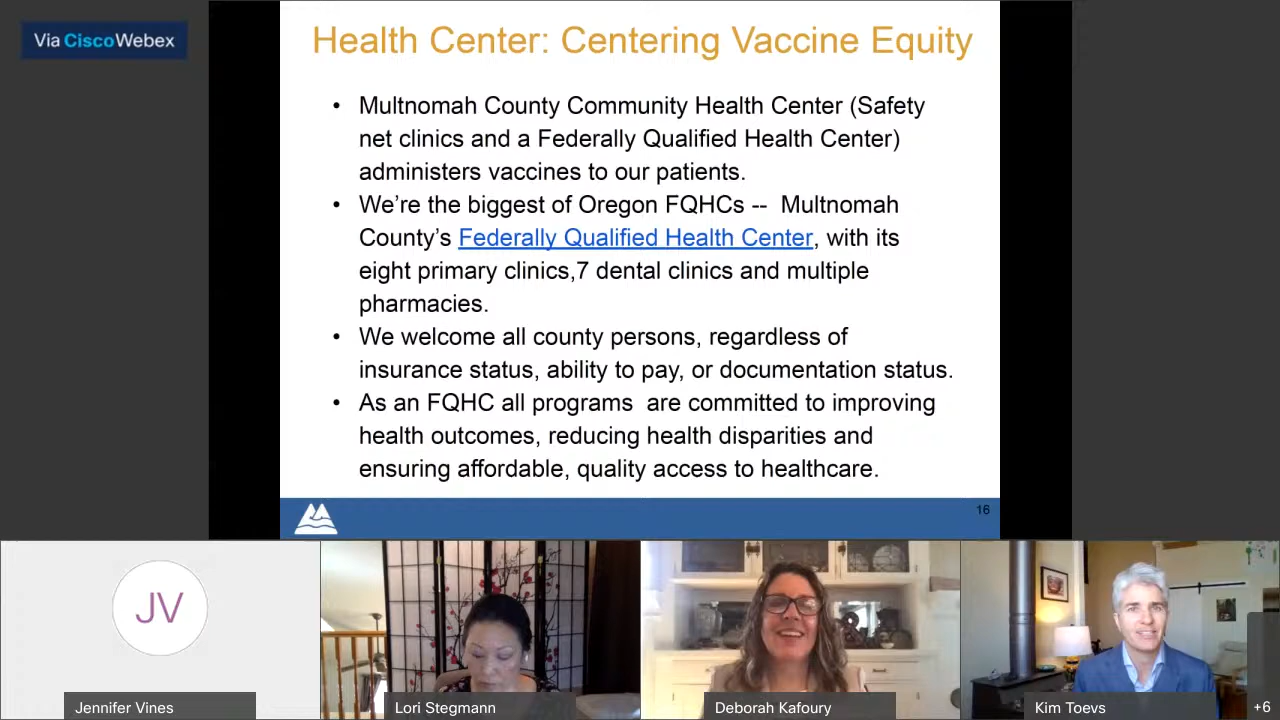 Via CiscoWebex
Health Center: Centering Vaccine Equity
• Multnomah County Community Health Center (Safety
net clinics and a Federally Qualified Health Center)
administers vaccines to our patients.
• We’re the biggest of Oregon FQHCs -- Multnomah
County’s Federally Qualified Health Center, with its
eight primary clinics,7 dental clinics and multiple
pharmacies.
• We welcome all county persons, regardless of
insurance status, ability to pay, or documentation status.
• As an FQHC all programs are committed to improving
health outcomes, reducing health disparities and
ensuring affordable, quality access to healthcare.
16
JV
Jennifer Vines
Lori Stegmann
Deborah Kafoury
Kim Toevs
+6